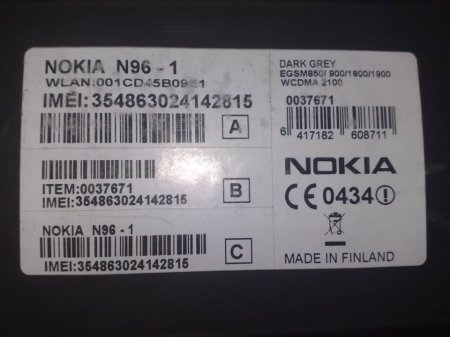 NOKIA N96 - 1
WLAN:001CD45B09E1
IMEI: 354863024142815
A
ITEM:0037671
IMEI:354863024142815
B
NOKIA N96 - 1
IMEI:354863024142815
C
DARK GREY
EGSM850/ 900/1800/1900
WCDMA 2100
0037671
6 417182 608711
NOKIA
CE 0434
MADE IN FINLAND